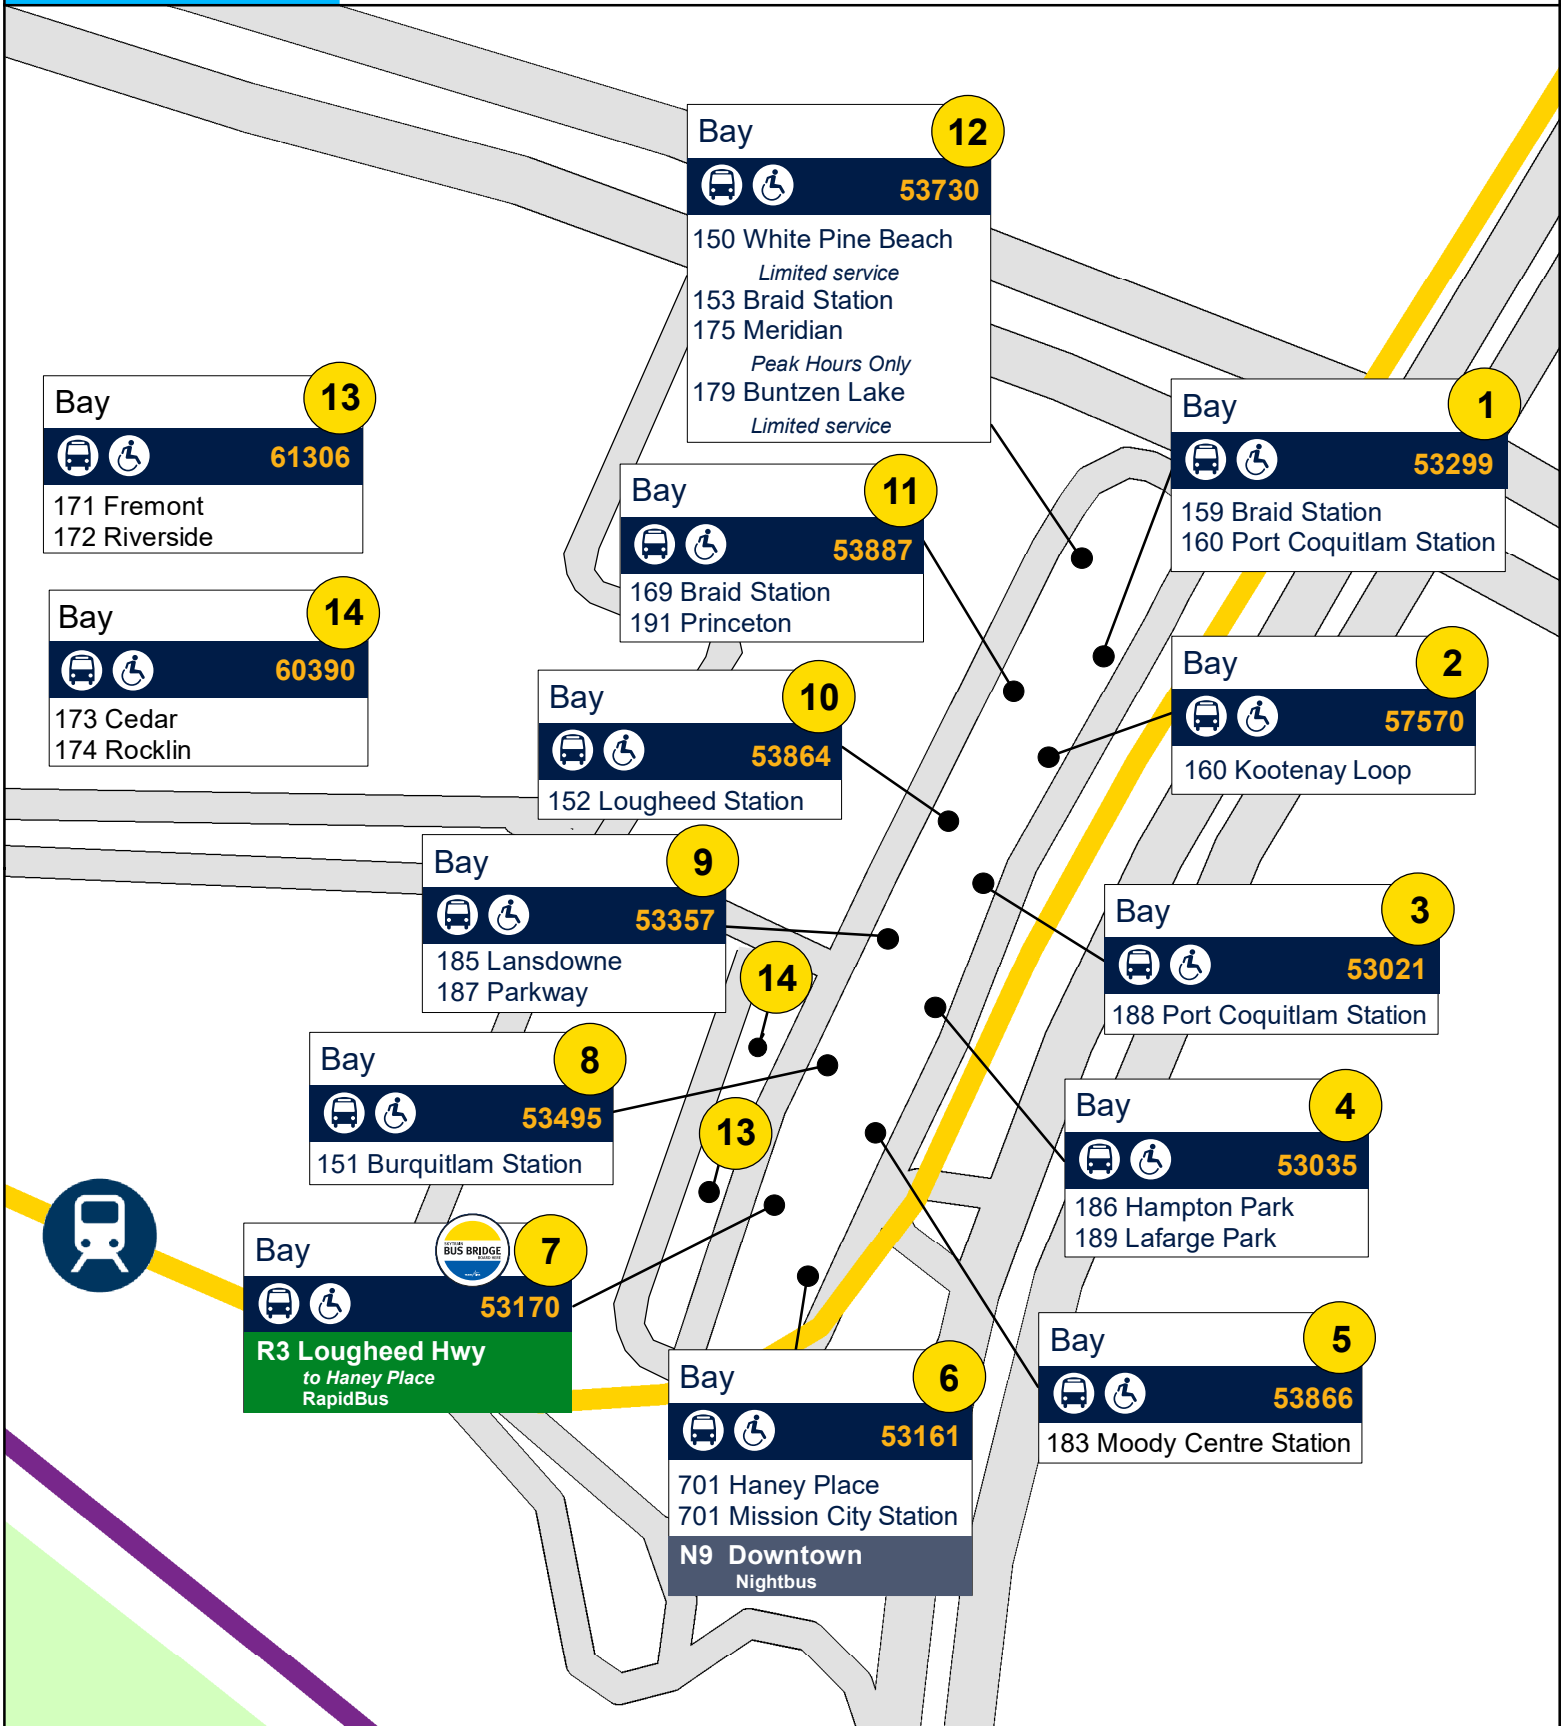 Bay 12
53730
150 White Pine Beach
Limited service
153 Braid Station
175 Meridian
Peak Hours Only
179 Buntzen Lake
Limited service
Bay 13
61306
171 Fremont
172 Riverside
Bay 1
53299
159 Braid Station
160 Port Coquitlam Station
Bay 11
53887
169 Braid Station
191 Princeton
Bay 14
60390
173 Cedar
174 Rocklin
Bay 2
57570
160 Kootenay Loop
Bay 10
53864
152 Lougheed Station
Bay 9
53357
185 Lansdowne
187 Parkway
Bay 3
53021
188 Port Coquitlam Station
14
Bay 8
53495
151 Burquitlam Station
13
Bay 4
53035
186 Hampton Park
189 Lafarge Park
Bay 7
BUS BRIDGE
53170
R3 Lougheed Hwy
to Haney Place
RapidBus
Bay 5
53866
183 Moody Centre Station
Bay 6
53161
701 Haney Place
701 Mission City Station
N9 Downtown
Nightbus